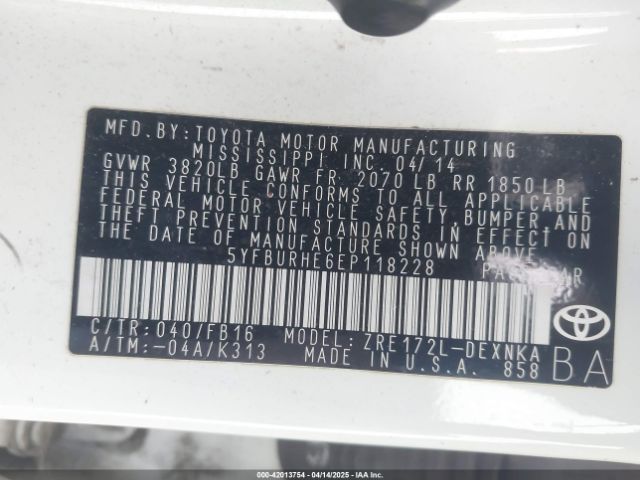 MFD. BY: TOYOTA MOTOR MANUFACTURING
MISSISSIPPI INC. 04/14
GVWR 3820LB GAWR FR. 2070 LB RR 1850 LB
THIS VEHICLE CONFORMS TO ALL APPLICABLE
FEDERAL MOTOR VEHICLE SAFETY, BUMPER AND
THEFT PREVENTION STANDARDS IN EFFECT ON
THE DATE OF MANUFACTURE SHOWN ABOVE.
5YFBURHE6EP118228
C/TR: 040/FB16 MODEL: ZRE172L-DEXNKA
A/TM:-04A/K313 MADE IN U.S.A. 858
BA
TOYOTA
000-42013754 - 04/14/2025 - IAA Inc.